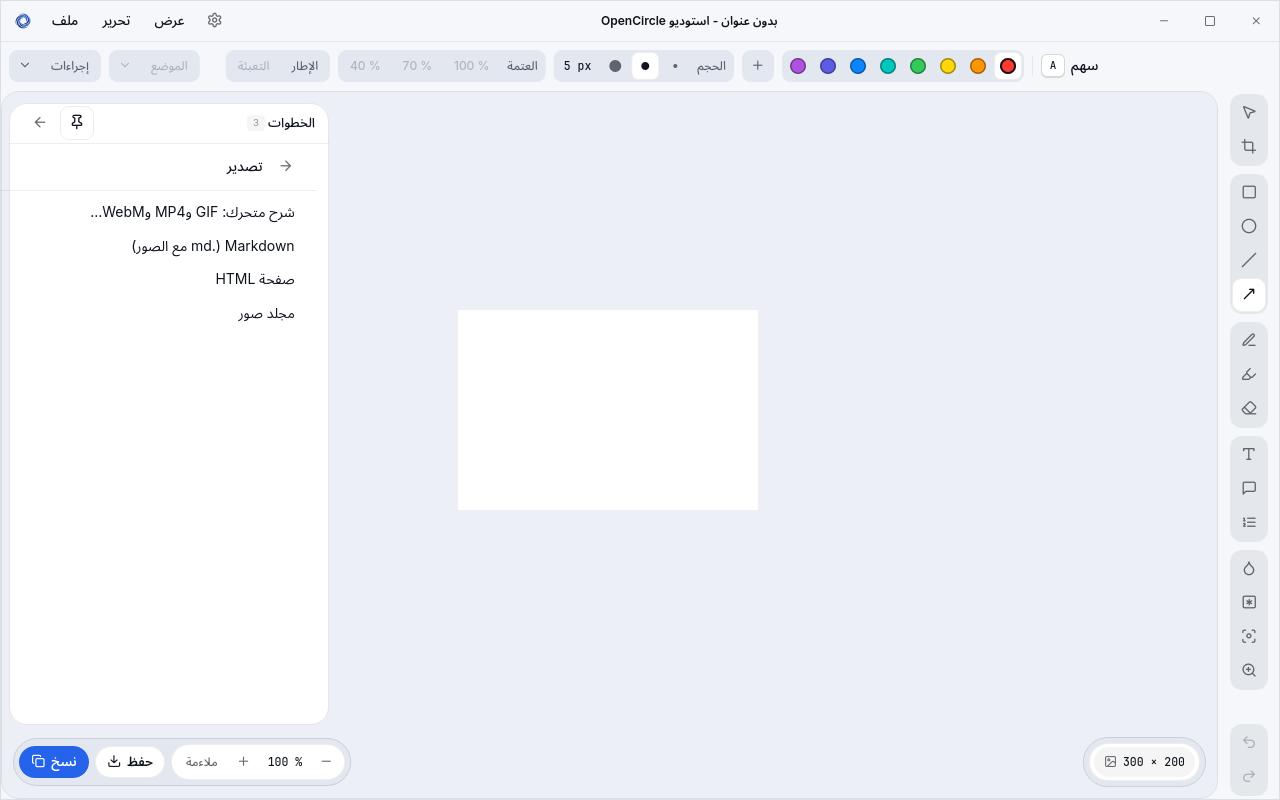 ملف تحرير عرض
بدون عنوان - استوديو OpenCircle
سهم A
الحجم 5 px
العتمة 100 % 70 % 40 %
الإطار التعبئة
الموضع
إجراءات
الخطوات 3
تصدير
شرح متحرك: GIF وMP4 وWebM...
Markdown (.md مع الصور)
صفحة HTML
مجلد صور
300 × 200
100 %
ملاءمة
حفظ
نسخ